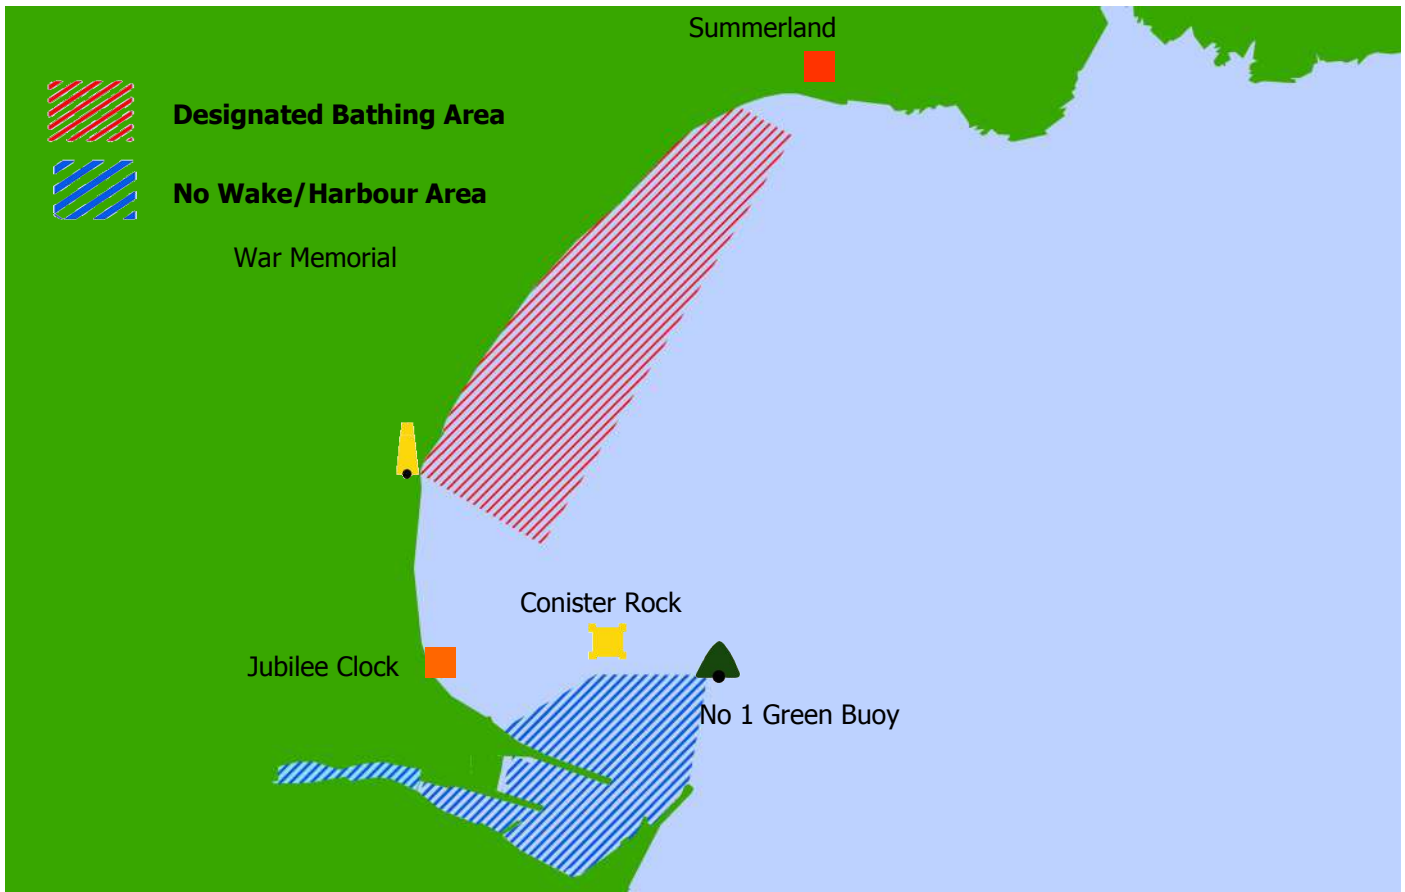 Summerland
Designated Bathing Area
No Wake/Harbour Area
War Memorial
Conister Rock
Jubilee Clock
No 1 Green Buoy